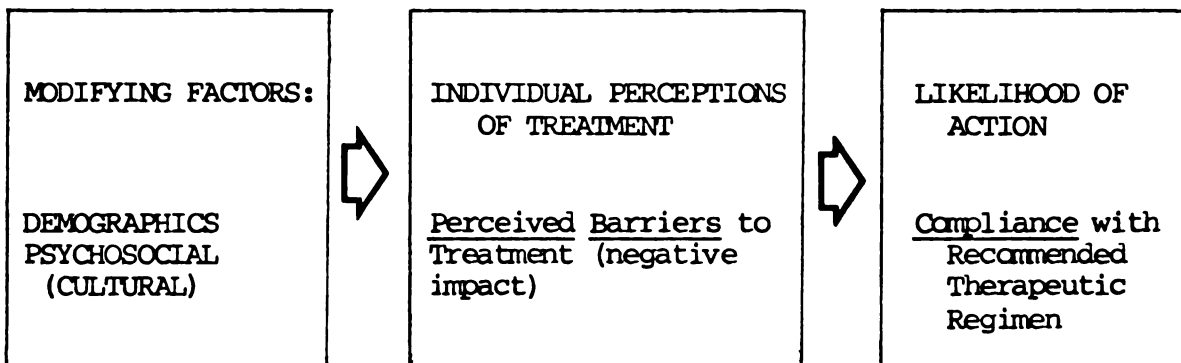 MODIFYING FACTORS:
DEMOGRAPHICS
PSYCHOSOCIAL
(CULTURAL)
INDIVIDUAL PERCEPTIONS
OF TREATMENT
Perceived Barriers to
Treatment (negative
impact)
LIKELIHOOD OF
ACTION
Compliance with
Recommended
Therapeutic
Regimen